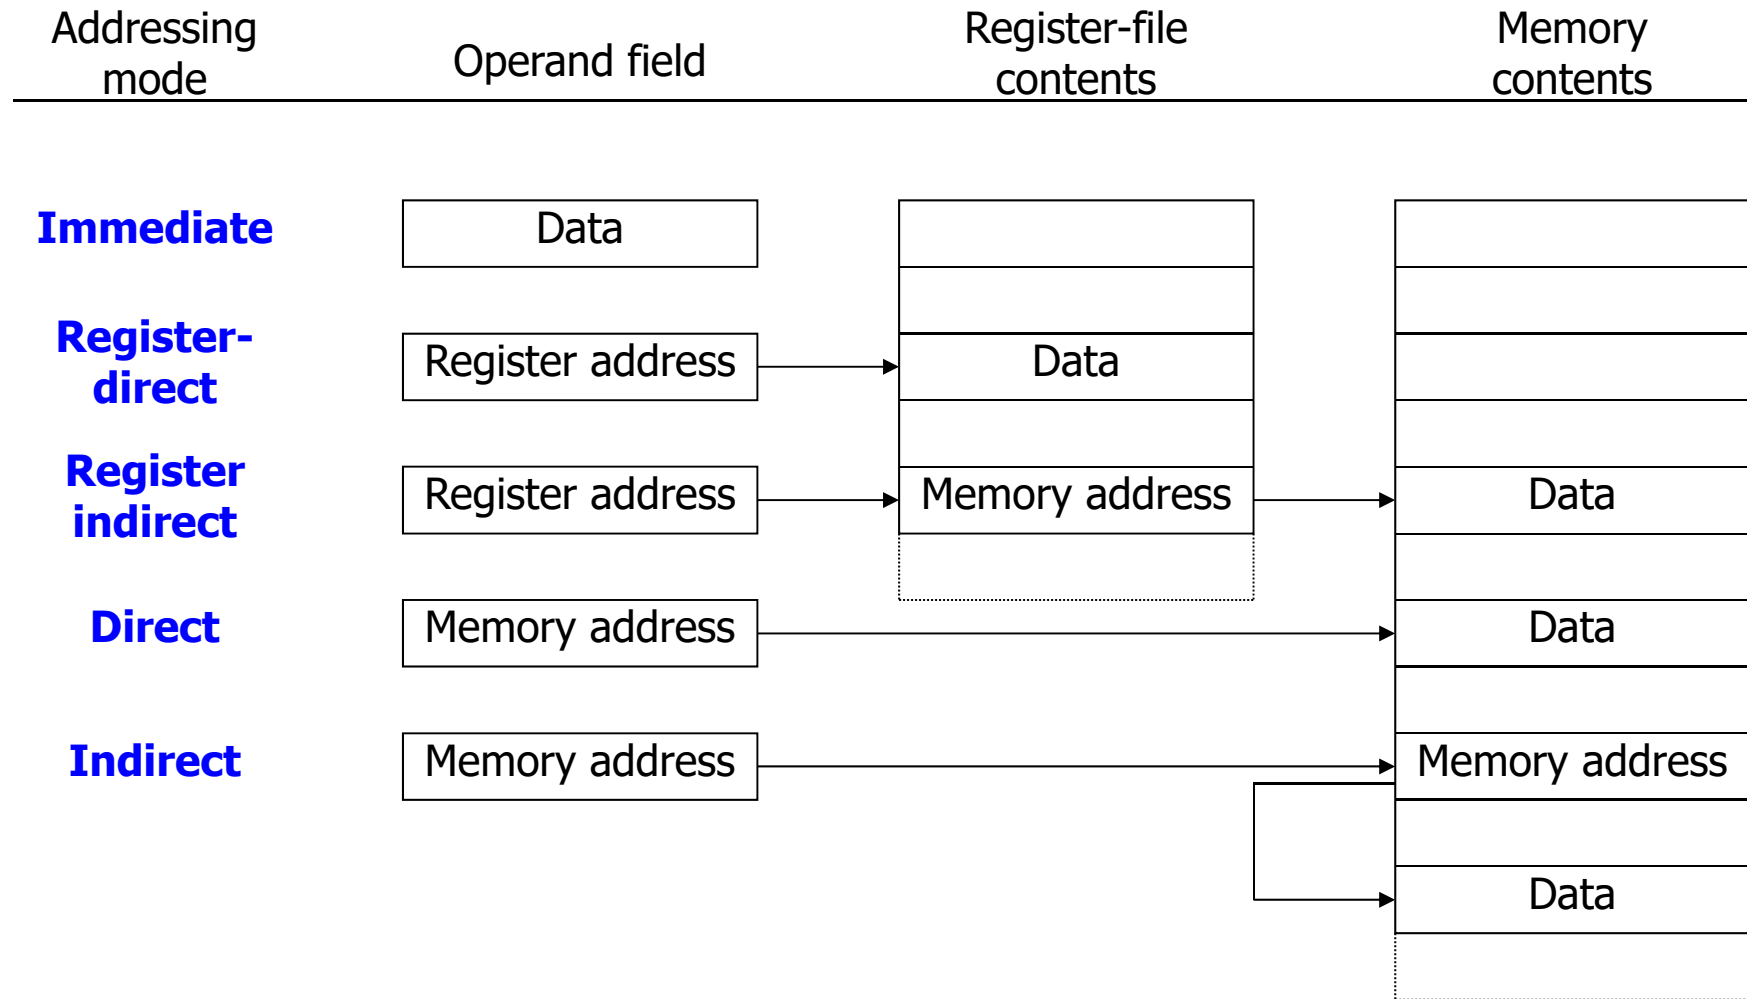 Addressing
mode
Operand field
Register-file
contents
Memory
contents
Immediate
Data
Register-
direct
Register address
Data
Register
indirect
Register address
Memory address
Data
Direct
Memory address
Data
Indirect
Memory address
Memory address
Data